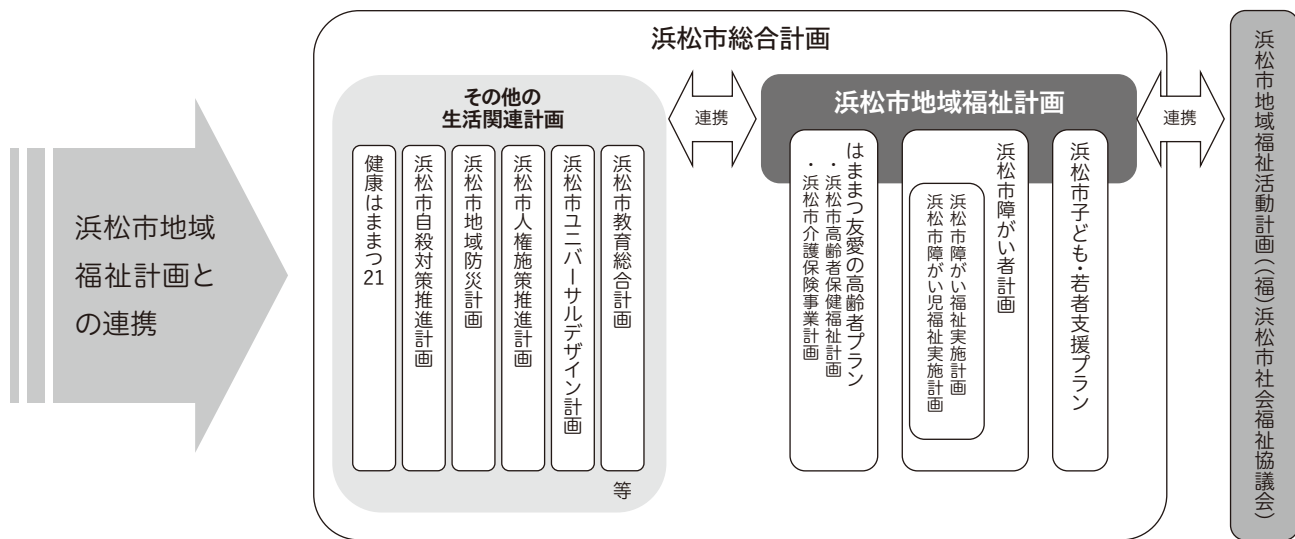 浜松市地域
福祉計画と
の連携
浜松市総合計画
その他の
生活関連計画
健康はままつ21
浜松市自殺対策推進計画
浜松市地域防災計画
浜松市人権施策推進計画
浜松市ユニバーサルデザイン計画
浜松市教育総合計画
等
連携
浜松市地域福祉計画
はままつ友愛の高齢者プラン
・浜松市高齢者保健福祉計画
・浜松市介護保険事業計画
浜松市障がい者計画
浜松市障がい福祉実施計画
浜松市障がい児福祉実施計画
浜松市子ども・若者支援プラン
連携
浜松市地域福祉活動計画((福)浜松市社会福祉協議会)